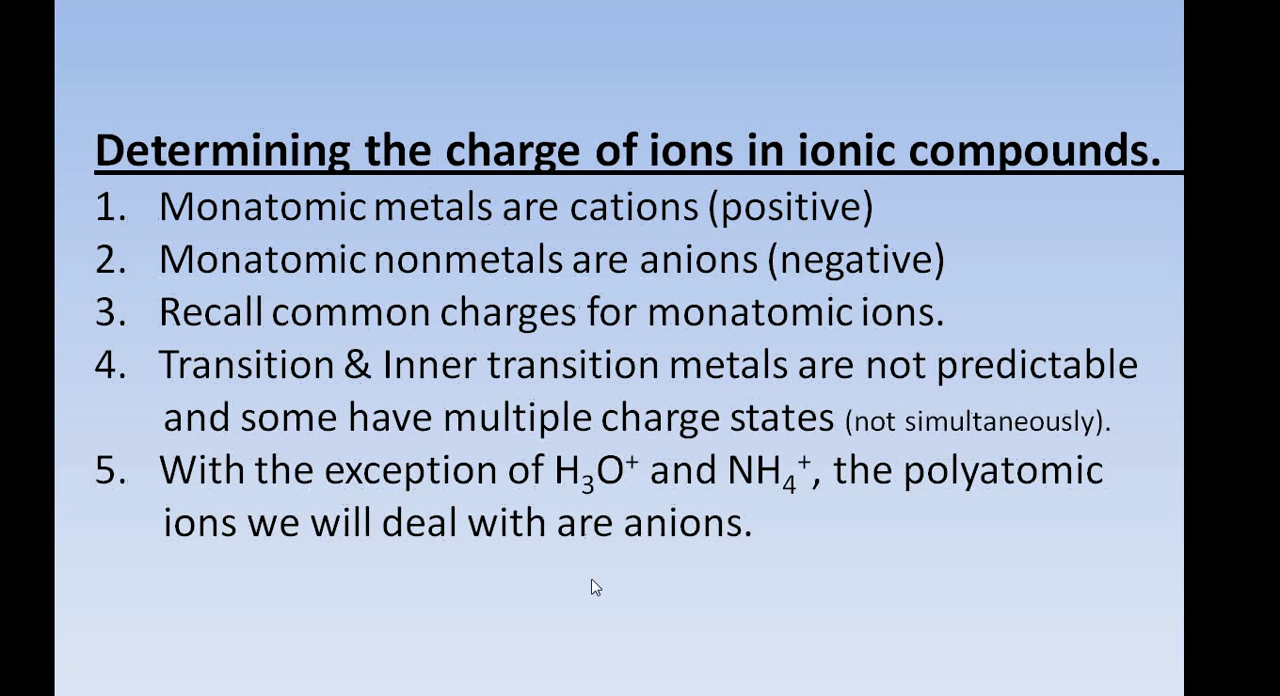 Determining the charge of ions in ionic compounds.
1. Monatomic metals are cations (positive)
2. Monatomic nonmetals are anions (negative)
3. Recall common charges for monatomic ions.
4. Transition & Inner transition metals are not predictable
and some have multiple charge states (not simultaneously).
5. With the exception of H₃O⁺ and NH₄⁺, the polyatomic
ions we will deal with are anions.